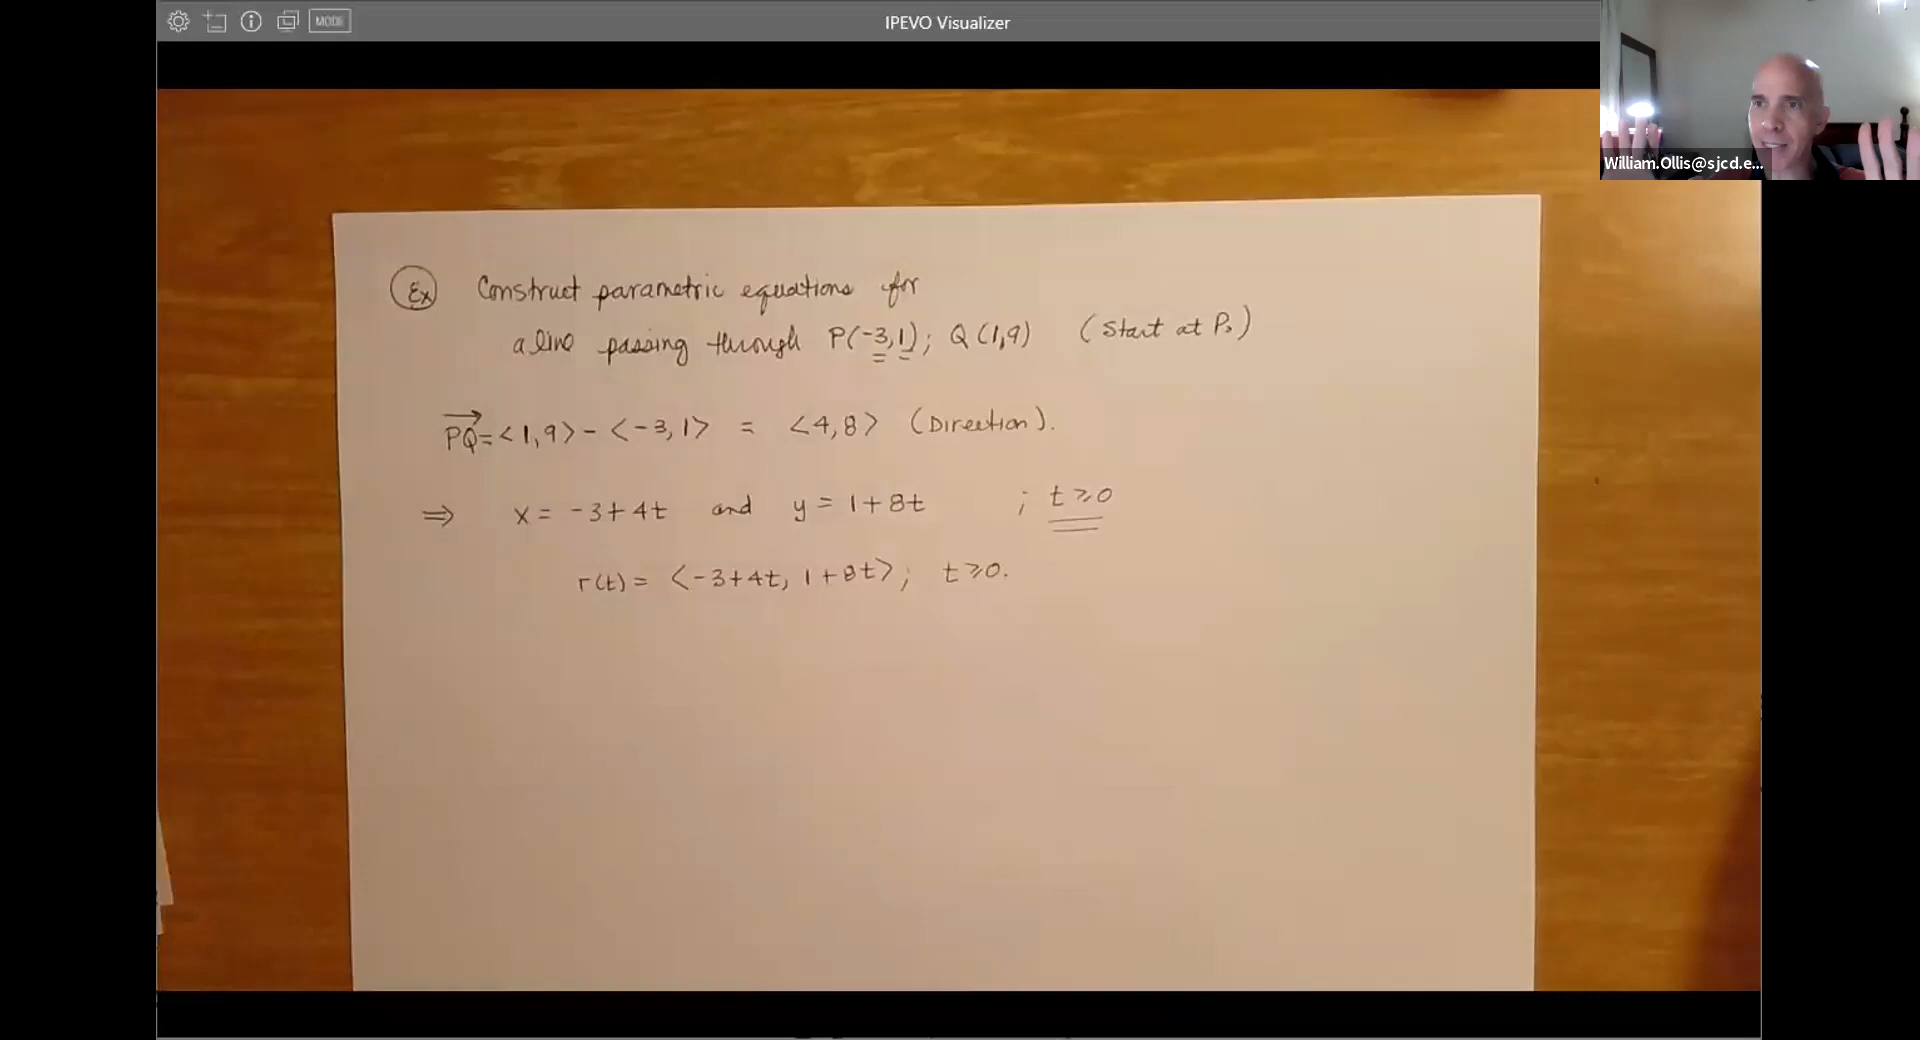 MODE
IPEVO Visualizer
William.Ollis@sjcd.e...
Ex Construct parametric equations for
a line passing through P(-3,1); Q(1,9) (Start at P.)
PQ = <1,9> - <-3,1> = <4,8> (Direction).
⇒ x = -3+4t and y = 1+8t ; t ≥ 0
r(t) = <-3+4t, 1+8t>; t ≥ 0.